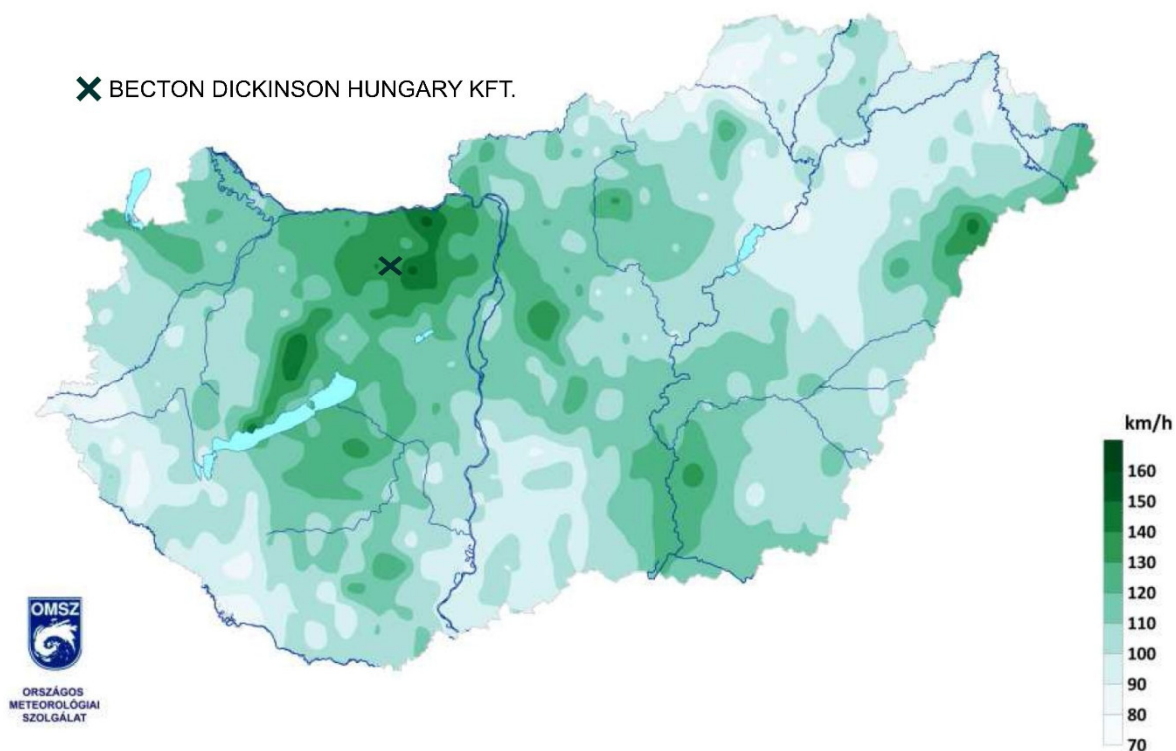 BECTON DICKINSON HUNGARY KFT.
km/h
160
150
140
130
120
110
100
90
80
70
OMSZ
ORSZÁGOS
METEOROLÓGIAI
SZOLGÁLAT